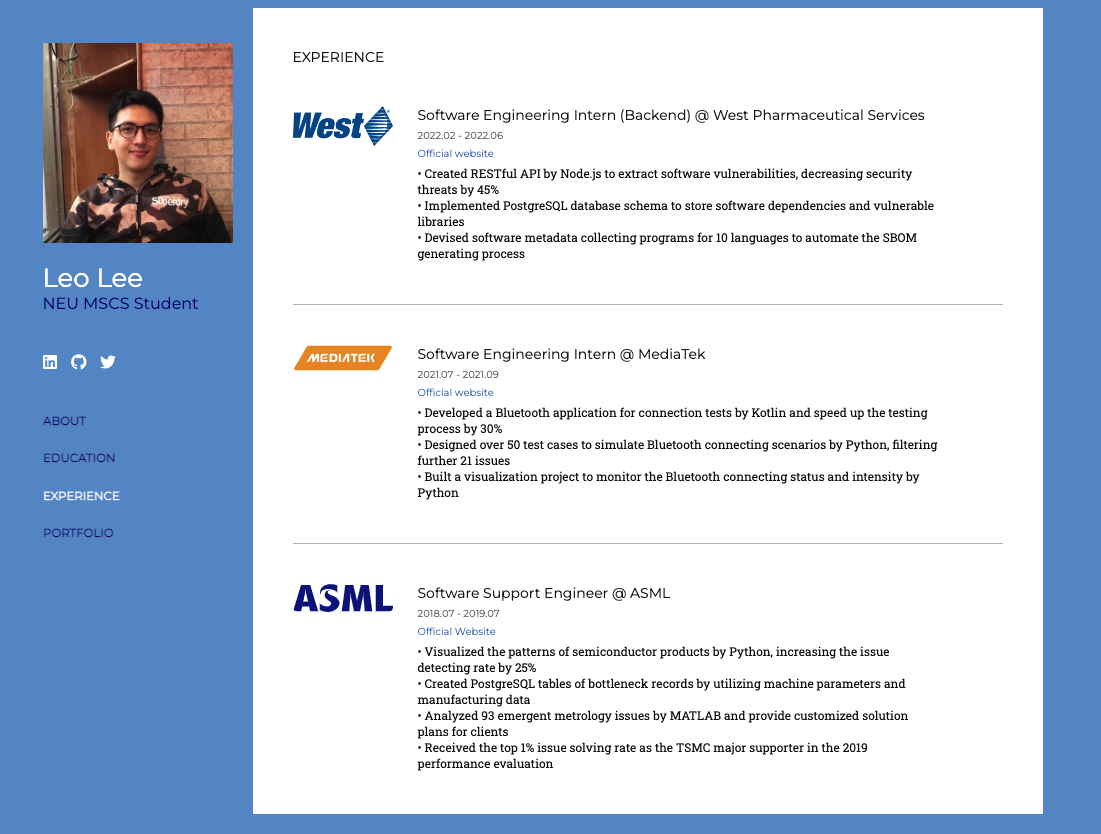 Superdry
Leo Lee
NEU MSCS Student
ABOUT
EDUCATION
EXPERIENCE
PORTFOLIO
EXPERIENCE
West
Software Engineering Intern (Backend) @ West Pharmaceutical Services
2022.02 - 2022.06
Official website
• Created RESTful API by Node.js to extract software vulnerabilities, decreasing security
threats by 45%
• Implemented PostgreSQL database schema to store software dependencies and vulnerable
libraries
• Devised software metadata collecting programs for 10 languages to automate the SBOM
generating process
MEDIATEK
Software Engineering Intern @ MediaTek
2021.07 - 2021.09
Official website
• Developed a Bluetooth application for connection tests by Kotlin and speed up the testing
process by 30%
• Designed over 50 test cases to simulate Bluetooth connecting scenarios by Python, filtering
further 21 issues
• Built a visualization project to monitor the Bluetooth connecting status and intensity by
Python
ASML
Software Support Engineer @ ASML
2018.07 - 2019.07
Official Website
• Visualized the patterns of semiconductor products by Python, increasing the issue
detecting rate by 25%
• Created PostgreSQL tables of bottleneck records by utilizing machine parameters and
manufacturing data
• Analyzed 93 emergent metrology issues by MATLAB and provide customized solution
plans for clients
• Received the top 1% issue solving rate as the TSMC major supporter in the 2019
performance evaluation